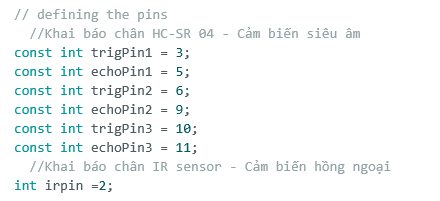 // defining the pins
//Khai báo chân HC-SR 04 - Cảm biến siêu âm
const int trigPin1 = 3;
const int echoPin1 = 5;
const int trigPin2 = 6;
const int echoPin2 = 9;
const int trigPin3 = 10;
const int echoPin3 = 11;
//Khai báo chân IR sensor - Cảm biến hồng ngoại
int irpin =2;